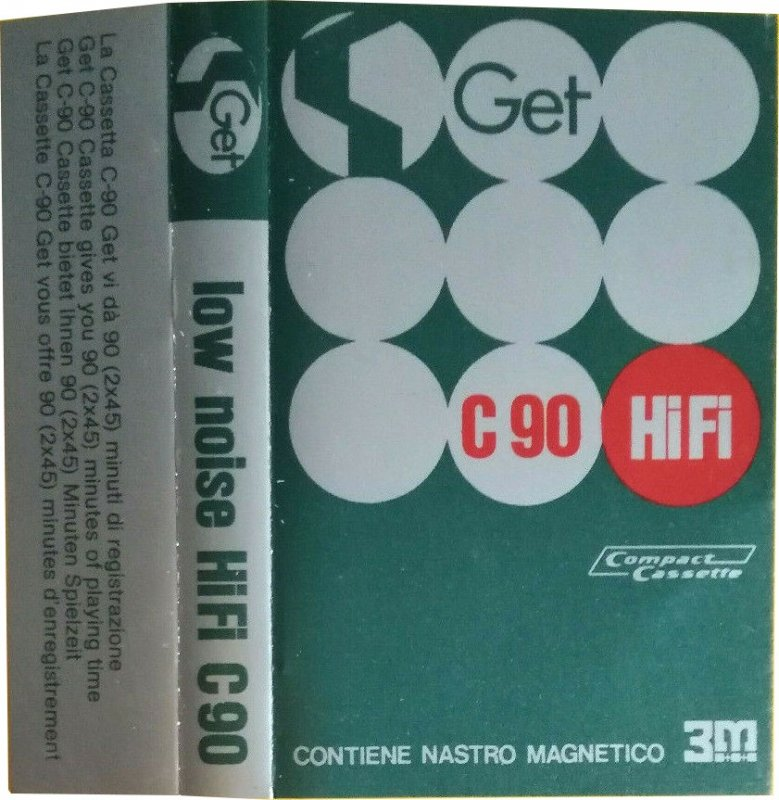 La Cassetta C-90 Get vi dà 90 (2x45) minuti di registrazione
Get C-90 Cassette gives you 90 (2x45) minutes of playing time
Get C-90 Cassette bietet Ihnen 90 (2x45) Minuten Spielzeit
La Cassette C-90 Get vous offre 90 (2x45) minutes d'enregistrement
Get
low noise HiFi C90
Get
C 90
HiFi
Compact
Cassette
CONTIENE NASTRO MAGNETICO 3m